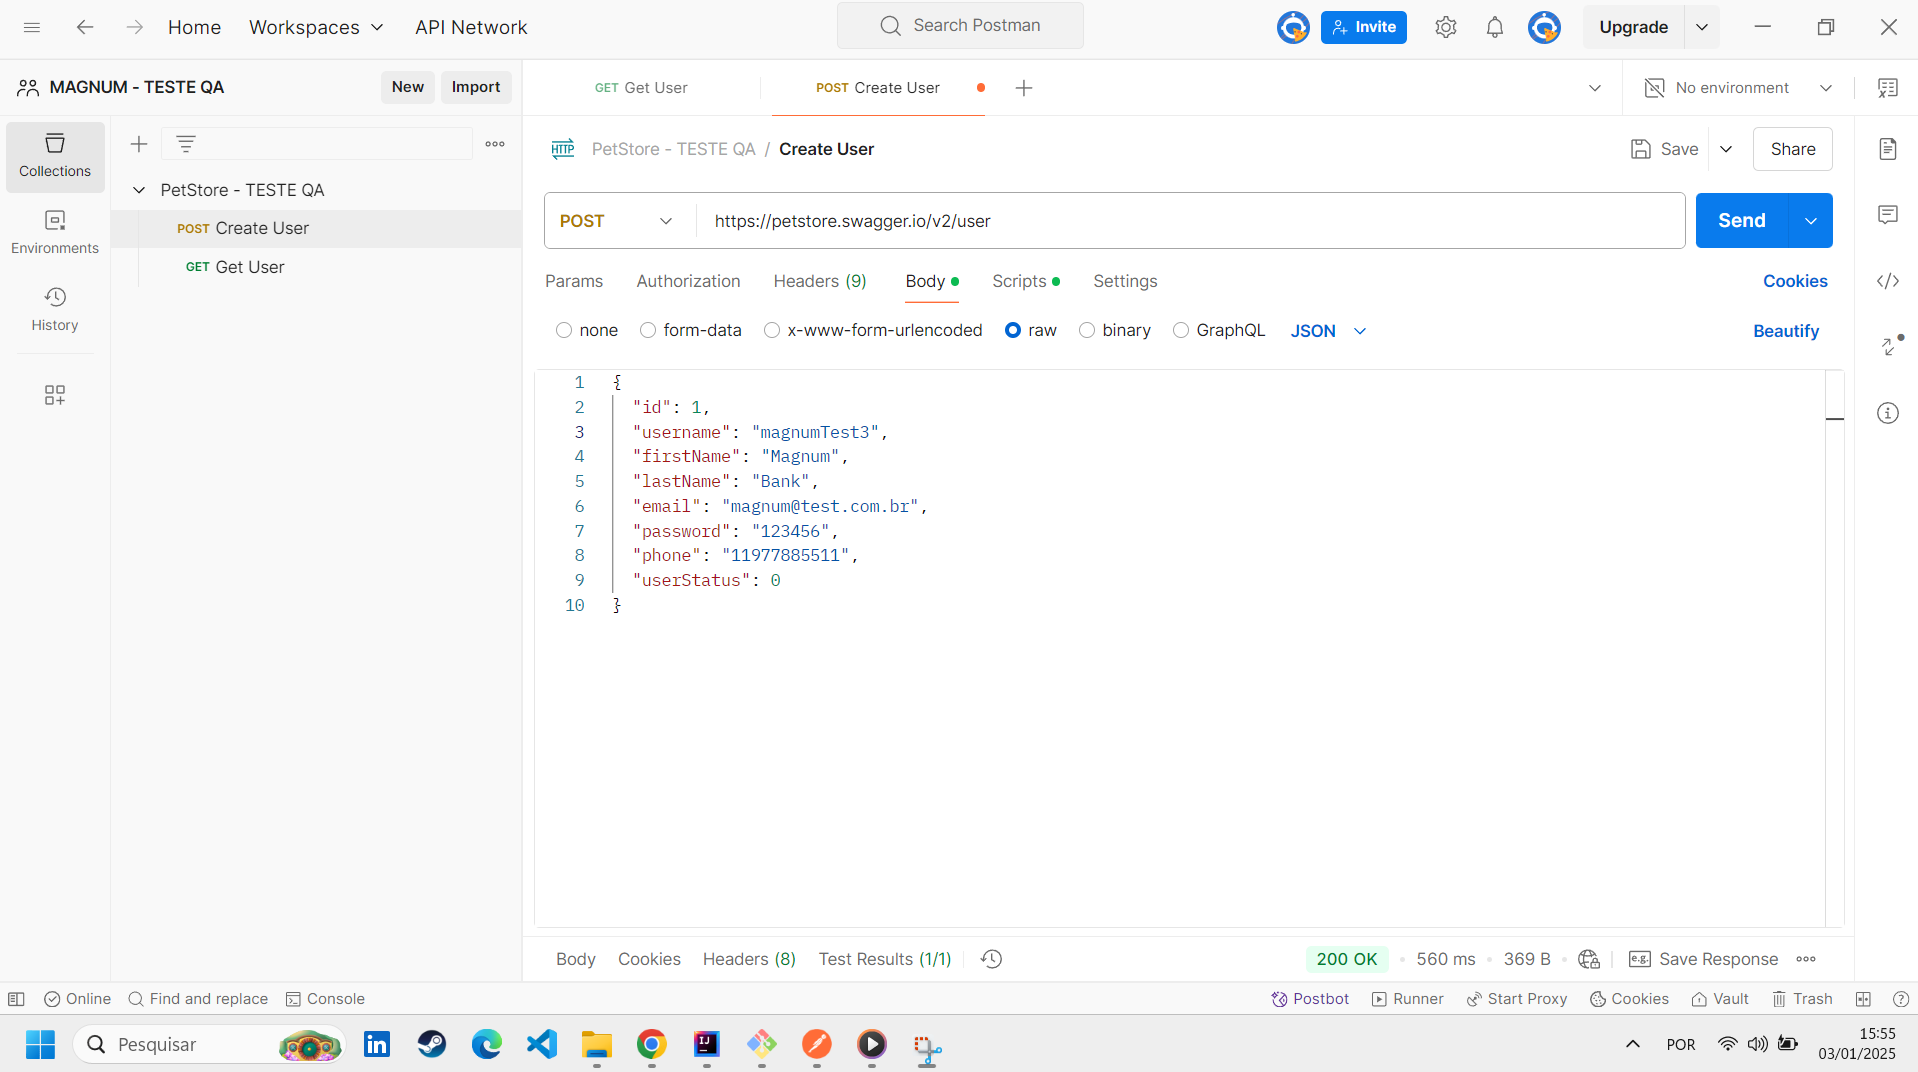 Home Workspaces API Network Search Postman Invite Upgrade
MAGNUM - TESTE QA New Import GET Get User POST Create User No environment
Collections
PetStore - TESTE QA
POST Create User
GET Get User
Environments
History
HTTP PetStore - TESTE QA / Create User Save Share
POST https://petstore.swagger.io/v2/user Send
Params Authorization Headers (9) Body Scripts Settings Cookies
none form-data x-www-form-urlencoded raw binary GraphQL JSON Beautify
1 {
2 "id": 1,
3 "username": "magnumTest3",
4 "firstName": "Magnum",
5 "lastName": "Bank",
6 "email": "magnum@test.com.br",
7 "password": "123456",
8 "phone": "11977885511",
9 "userStatus": 0
10 }
Body Cookies Headers (8) Test Results (1/1) 200 OK 560 ms 369 B e.g. Save Response
Online Find and replace Console Postbot Runner Start Proxy Cookies Vault Trash
Pesquisar in IJ POR 15:55
03/01/2025